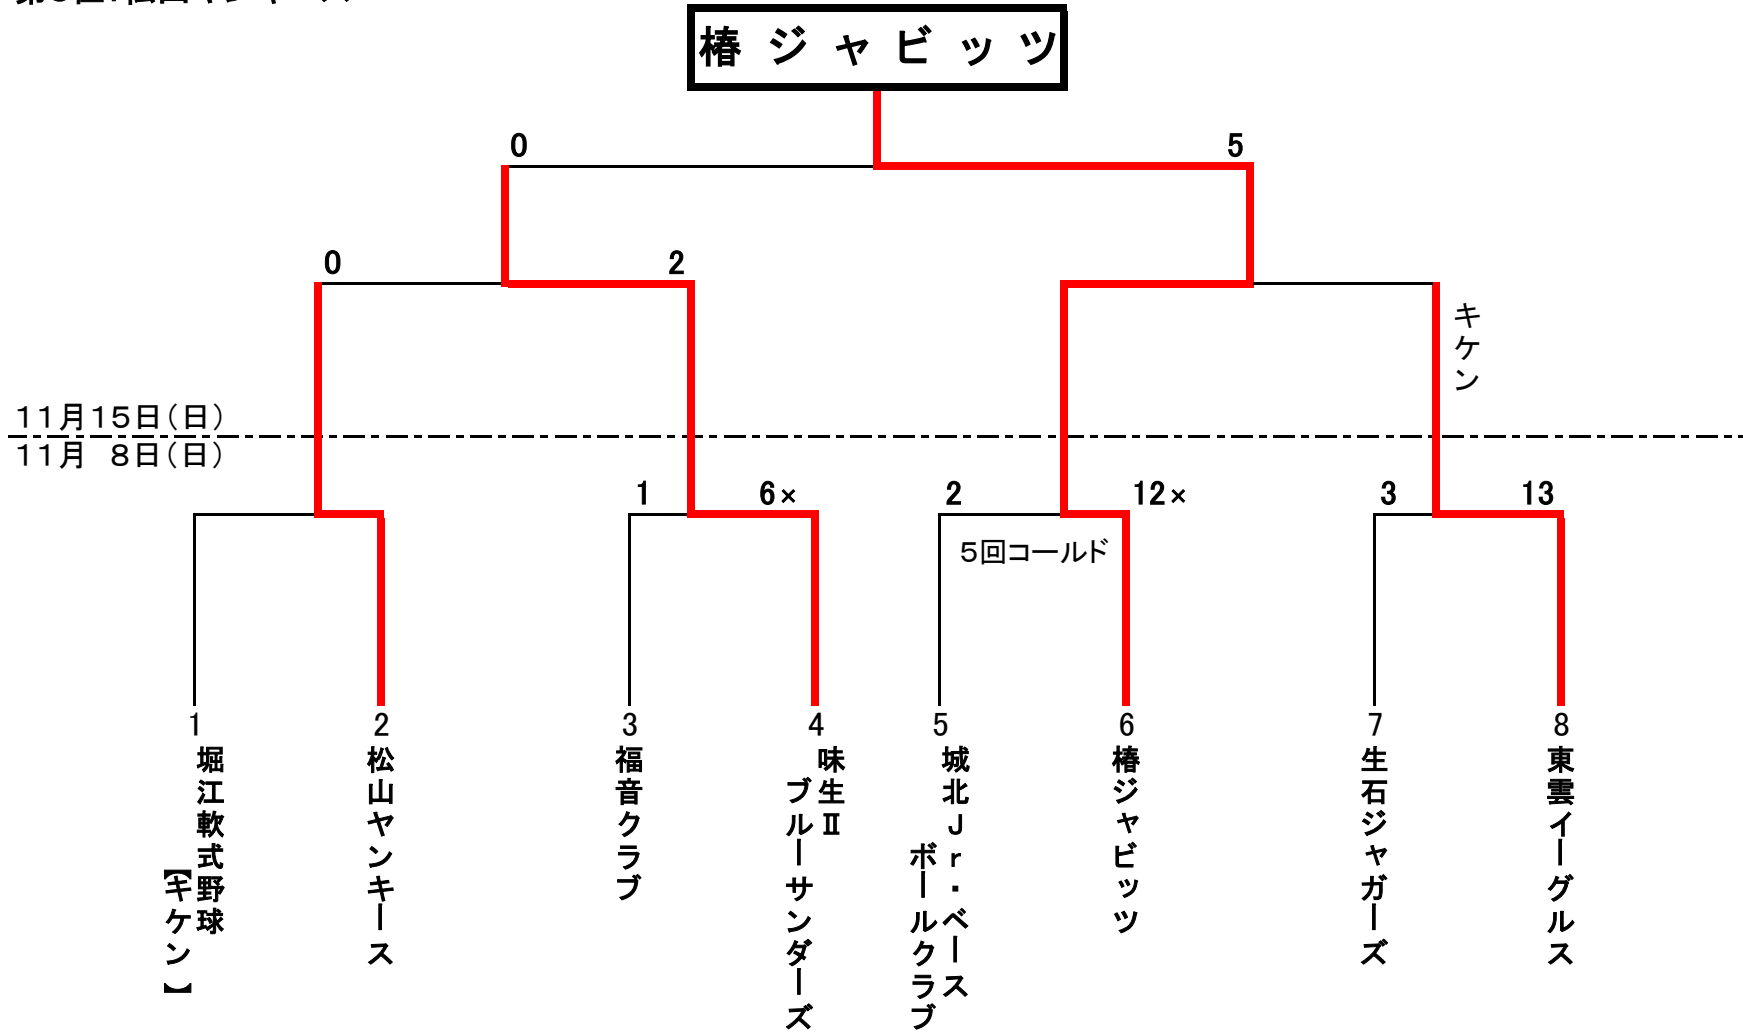 椿ジャビッツ
0
5
0
2
キケン
11月15日(日)
11月 8日(日)
1
6×
2
12×
3
13
5回コールド
1
2
3
4
5
6
7
8
堀江軟式野球
【キケン】
松山ヤンキース
福音クラブ
味生Ⅱ
ブルーサンダーズ
城北Jr・ベース
ボールクラブ
椿ジャビッツ
生石ジャガーズ
東雲イーグルス